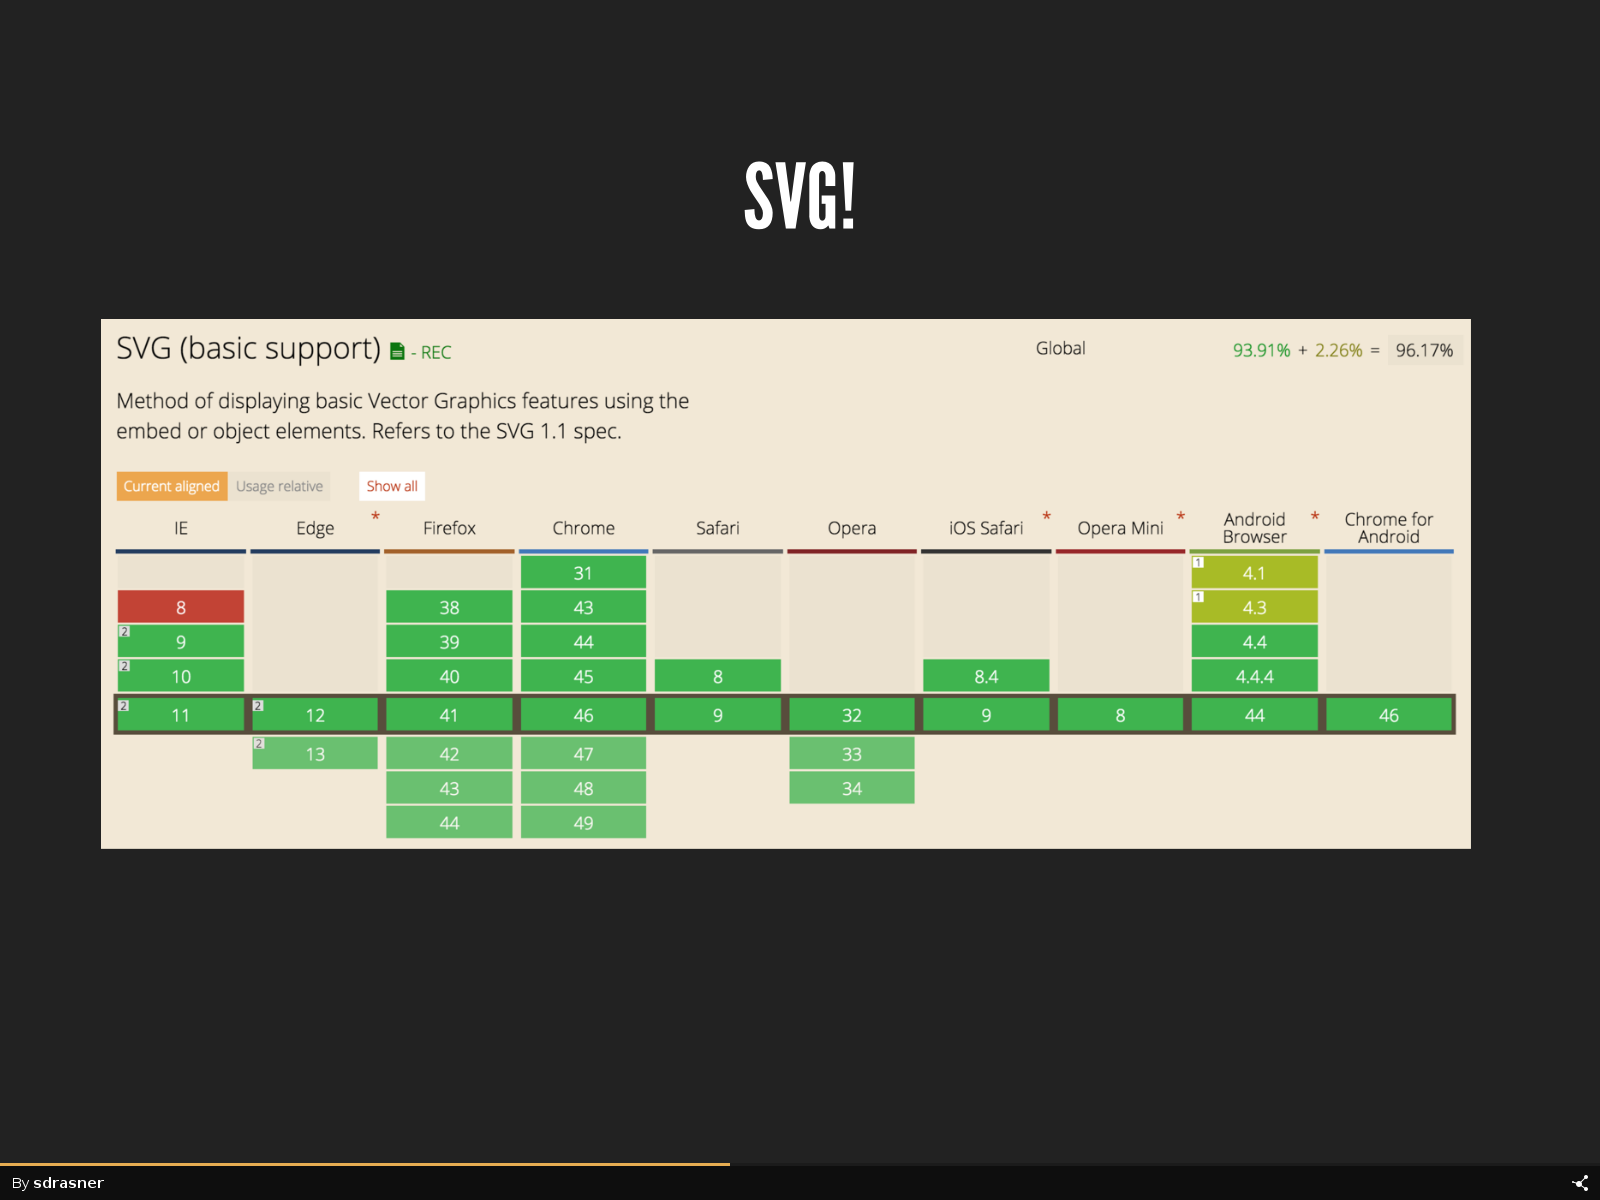 SVG!
SVG (basic support) - REC
Global
93.91% + 2.26% = 96.17%
Method of displaying basic Vector Graphics features using the
embed or object elements. Refers to the SVG 1.1 spec.
Current aligned Usage relative Show all
IE Edge * Firefox Chrome Safari Opera iOS Safari * Opera Mini * Android Browser * Chrome for Android
31 1 4.1
8 38 43 1 4.3
2 9 39 44 4.4
2 10 40 45 8 8.4 4.4.4
2 11 2 12 41 46 9 32 9 8 44 46
2 13 42 47 33
43 48 34
44 49
By sdrasner